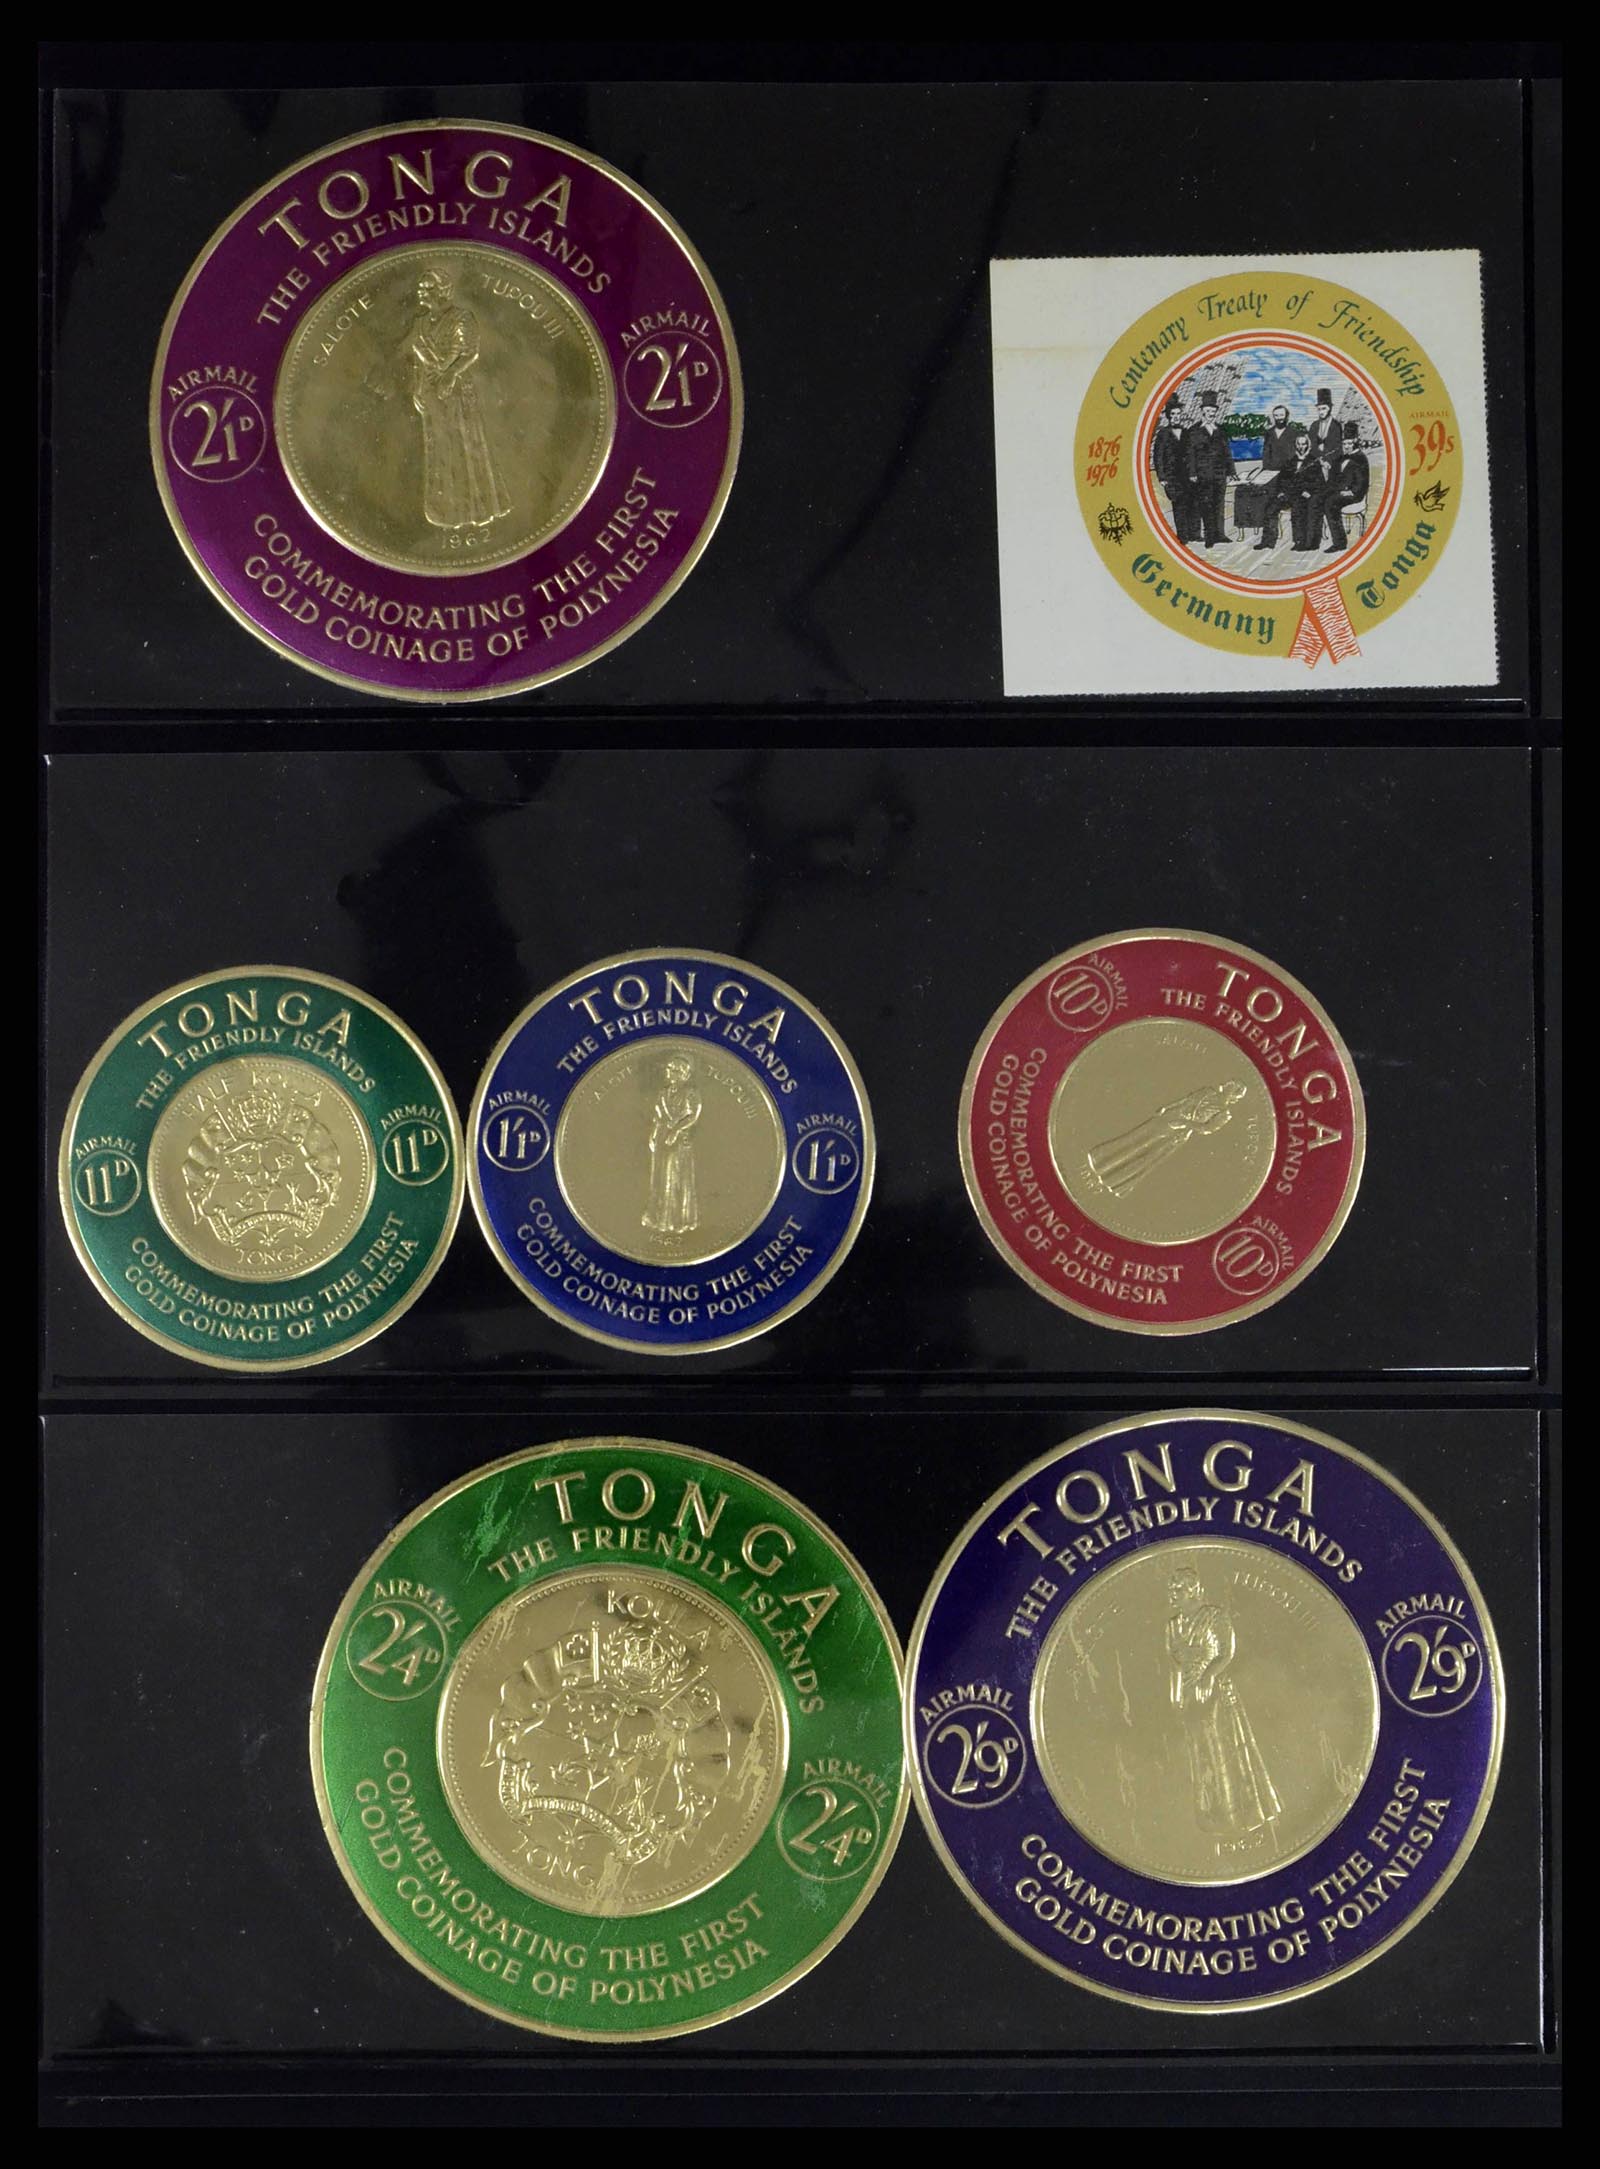 TONGA
THE FRIENDLY ISLANDS
SALOTE TUPOU III
AIRMAIL 2'1D
AIRMAIL 2'1D
1962
COMMEMORATING THE FIRST
GOLD COINAGE OF POLYNESIA
Centenary Treaty of Friendship
1876
1976
AIRMAIL
39s
Germany Tonga
TONGA
THE FRIENDLY ISLANDS
HALF KOULA
AIRMAIL 11D
AIRMAIL 11D
TONGA
COMMEMORATING THE FIRST
GOLD COINAGE OF POLYNESIA
TONGA
THE FRIENDLY ISLANDS
SALOTE TUPOU III
AIRMAIL 1'1D
AIRMAIL 1'1D
1962
COMMEMORATING THE FIRST
GOLD COINAGE OF POLYNESIA
TONGA
THE FRIENDLY ISLANDS
AIRMAIL 10D
SALOTE TUPOU
1962
AIRMAIL 10D
COMMEMORATING THE FIRST
GOLD COINAGE OF POLYNESIA
TONGA
THE FRIENDLY ISLANDS
KOULA
AIRMAIL 2'4D
AIRMAIL 2'4D
TONG
COMMEMORATING THE FIRST
GOLD COINAGE OF POLYNESIA
TONGA
THE FRIENDLY ISLANDS
TUPOU III
AIRMAIL 2'9D
AIRMAIL 2'9D
1962
COMMEMORATING THE FIRST
GOLD COINAGE OF POLYNESIA